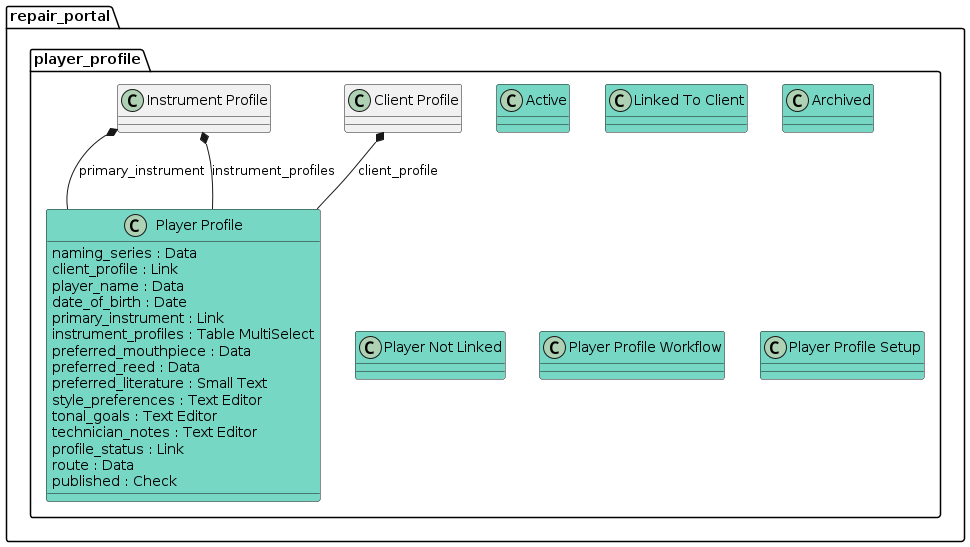 repair_portal
player_profile
C Instrument Profile
C Client Profile
C Active
C Linked To Client
C Archived
primary_instrument
instrument_profiles
client_profile
C Player Profile
naming_series : Data
client_profile : Link
player_name : Data
date_of_birth : Date
primary_instrument : Link
instrument_profiles : Table MultiSelect
preferred_mouthpiece : Data
preferred_reed : Data
preferred_literature : Small Text
style_preferences : Text Editor
tonal_goals : Text Editor
technician_notes : Text Editor
profile_status : Link
route : Data
published : Check
C Player Not Linked
C Player Profile Workflow
C Player Profile Setup